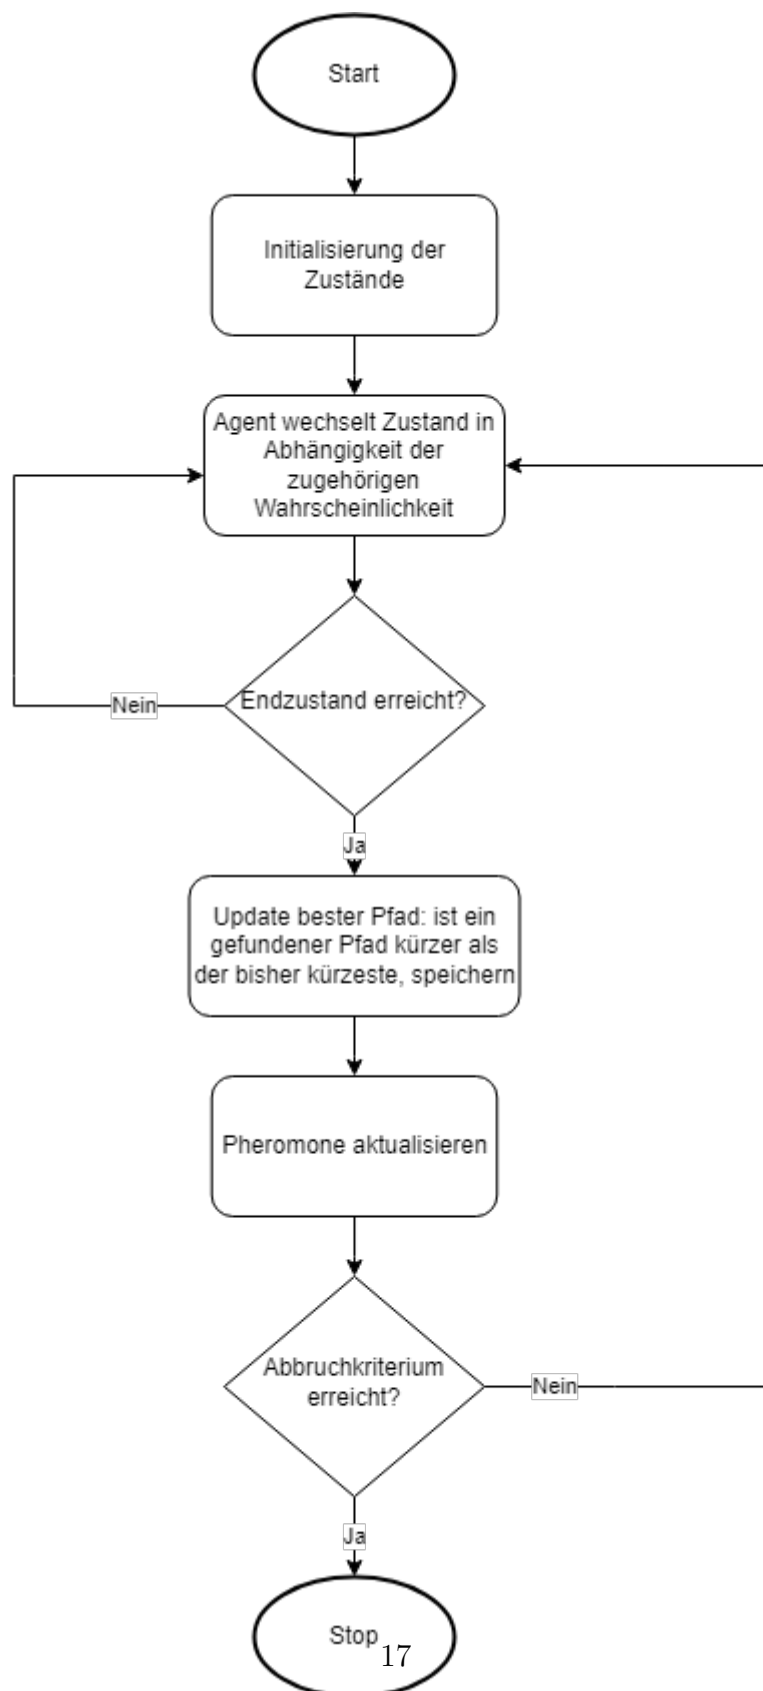 Start
Initialisierung der
Zustände
Agent wechselt Zustand in
Abhängigkeit der
zugehörigen
Wahrscheinlichkeit
Endzustand erreicht?
Nein
Ja
Update bester Pfad: ist ein
gefundener Pfad kürzer als
der bisher kürzeste, speichern
Pheromone aktualisieren
Abbruchkriterium
erreicht?
Nein
Ja
Stop
17